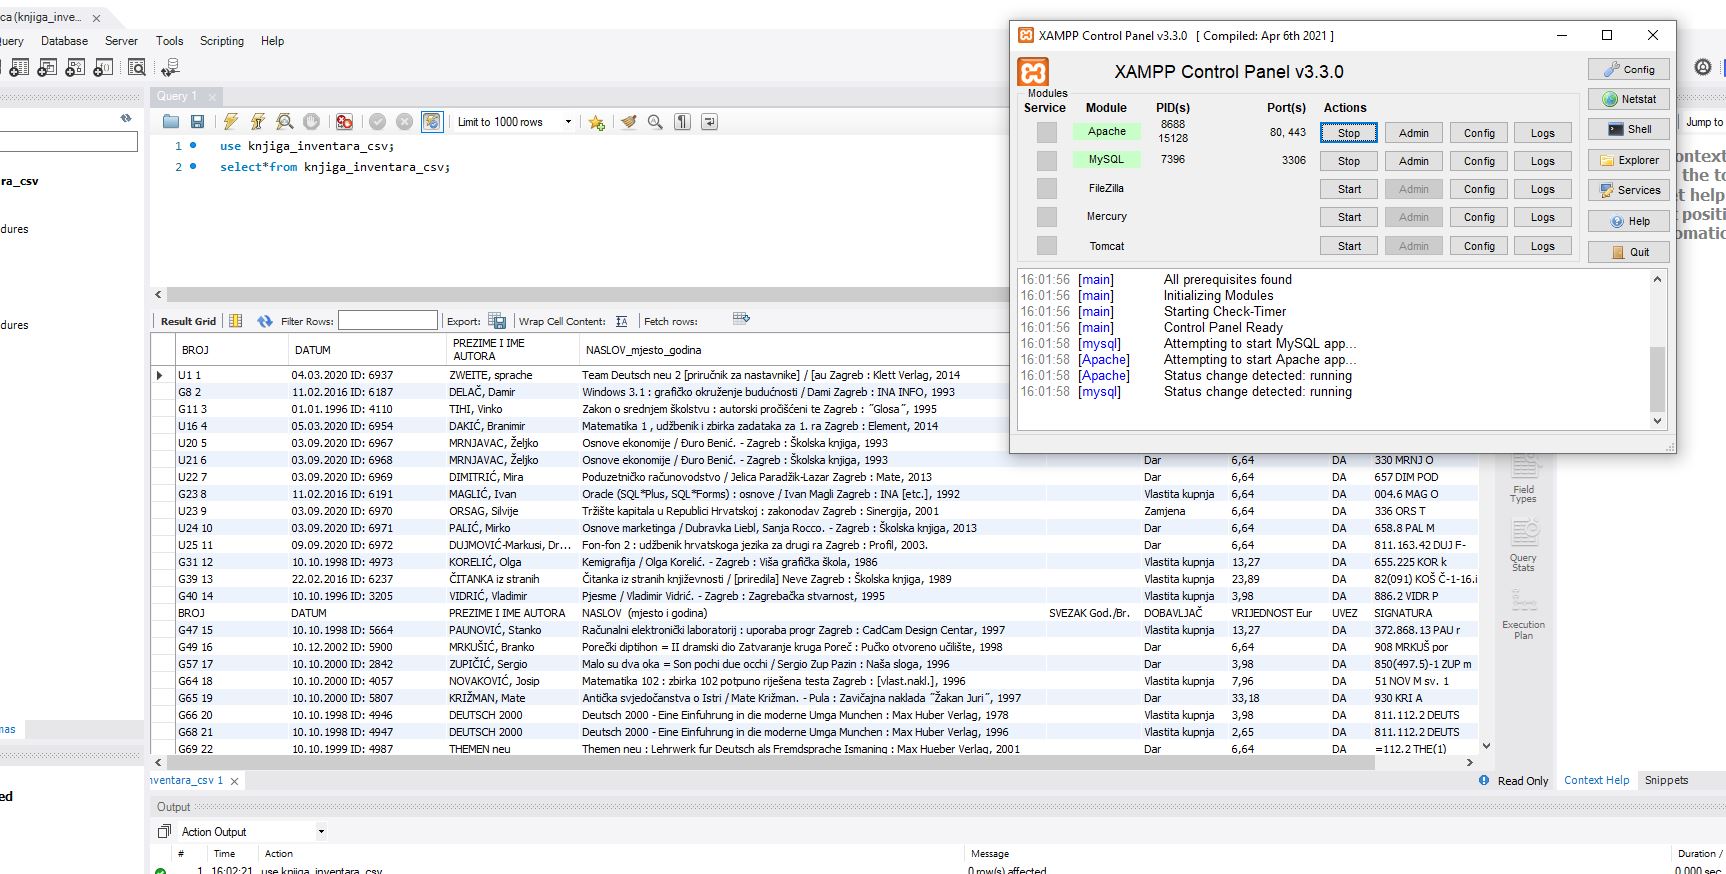 ca (knjiga_inve...
Query Database Server Tools Scripting Help
Query 1
Limit to 1000 rows
1 use knjiga_inventara_csv;
2 select*from knjiga_inventara_csv;
ra_csv
dures
dures
mas
ed
XAMPP Control Panel v3.3.0 [ Compiled: Apr 6th 2021 ]
XAMPP Control Panel v3.3.0
Modules
Service Module PID(s) Port(s) Actions
Apache 8688 15128 80, 443 Stop Admin Config Logs
MySQL 7396 3306 Stop Admin Config Logs
FileZilla Start Admin Config Logs
Mercury Start Admin Config Logs
Tomcat Start Admin Config Logs
Config
Netstat
Shell
Explorer
Services
Help
Quit
16:01:56 [main] All prerequisites found
16:01:56 [main] Initializing Modules
16:01:56 [main] Starting Check-Timer
16:01:56 [main] Control Panel Ready
16:01:58 [mysql] Attempting to start MySQL app...
16:01:58 [Apache] Attempting to start Apache app...
16:01:58 [Apache] Status change detected: running
16:01:58 [mysql] Status change detected: running
Jump to
ontext
the to
t help
positi
omatic
Result Grid Filter Rows: Export: Wrap Cell Content: Fetch rows:
BROJ DATUM PREZIME I IME AUTORA NASLOV_mjesto_godina
U1 1 04.03.2020 ID: 6937 ZWEITE, sprache Team Deutsch neu 2 [priručnik za nastavnike] / [au Zagreb : Klett Verlag, 2014
G8 2 11.02.2016 ID: 6187 DELAČ, Damir Windows 3.1 : grafičko okruženje budućnosti / Dami Zagreb : INA INFO, 1993
G11 3 01.01.1996 ID: 4110 TIHI, Vinko Zakon o srednjem školstvu : autorski pročišćeni te Zagreb : ˝Glosa˝, 1995
U16 4 05.03.2020 ID: 6954 DAKIĆ, Branimir Matematika 1 , udžbenik i zbirka zadataka za 1. ra Zagreb : Element, 2014
U20 5 03.09.2020 ID: 6967 MRNJAVAC, Željko Osnove ekonomije / Đuro Benić. - Zagreb : Školska knjiga, 1993
U21 6 03.09.2020 ID: 6968 MRNJAVAC, Željko Osnove ekonomije / Đuro Benić. - Zagreb : Školska knjiga, 1993 Dar 6,64 DA 330 MRNJ O
U22 7 03.09.2020 ID: 6969 DIMITRIĆ, Mira Poduzetničko računovodstvo / Jelica Paradžik-Lazar Zagreb : Mate, 2013 Dar 6,64 DA 657 DIM POD
G23 8 11.02.2016 ID: 6191 MAGLIĆ, Ivan Oracle (SQL*Plus, SQL*Forms) : osnove / Ivan Magli Zagreb : INA [etc.], 1992 Vlastita kupnja 6,64 DA 004.6 MAG O
U23 9 03.09.2020 ID: 6970 ORSAG, Silvije Tržište kapitala u Republici Hrvatskoj : zakonodav Zagreb : Sinergija, 2001 Zamjena 6,64 DA 336 ORS T
U24 10 03.09.2020 ID: 6971 PALIĆ, Mirko Osnove marketinga / Dubravka Liebl, Sanja Rocco. - Zagreb : Školska knjiga, 2013 Dar 6,64 DA 658.8 PAL M
U25 11 09.09.2020 ID: 6972 DUJMOVIĆ-Markusi, Dr... Fon-fon 2 : udžbenik hrvatskoga jezika za drugi ra Zagreb : Profil, 2003. Dar 6,64 DA 811.163.42 DUJ F-
G31 12 10.10.1998 ID: 4973 KORELIĆ, Olga Kemigrafija / Olga Korelić. - Zagreb : Viša grafička škola, 1986 Vlastita kupnja 13,27 DA 655.225 KOR k
G39 13 22.02.2016 ID: 6237 ČITANKA iz stranih Čitanka iz stranih književnosti / [priredila] Neve Zagreb : Školska knjiga, 1989 Vlastita kupnja 23,89 DA 82(091) KOŠ Č-1-16.i
G40 14 10.10.1996 ID: 3205 VIDRIĆ, Vladimir Pjesme / Vladimir Vidrić. - Zagreb : Zagrebačka stvarnost, 1995 Vlastita kupnja 3,98 DA 886.2 VIDR P
BROJ DATUM PREZIME I IME AUTORA NASLOV (mjesto i godina) SVEZAK God./Br. DOBAVLJAČ VRIJEDNOST Eur UVEZ SIGNATURA
G47 15 10.10.1998 ID: 5664 PAUNOVIĆ, Stanko Računalni elektronički laboratorij : uporaba progr Zagreb : CadCam Design Centar, 1997 Vlastita kupnja 13,27 DA 372.868.13 PAU r
G49 16 10.12.2002 ID: 5900 MRKUŠIĆ, Branko Porečki diptihon = II dramski dio Zatvaranje kruga Poreč : Pučko otvoreno učilište, 1998 Dar 6,64 DA 908 MRKUŠ por
G57 17 10.10.2000 ID: 2842 ZUPIČIĆ, Sergio Malo su dva oka = Son pochi due occhi / Sergio Zup Pazin : Naša sloga, 1996 Dar 3,98 DA 850(497.5)-1 ZUP m
G64 18 10.10.2000 ID: 4057 NOVAKOVIĆ, Josip Matematika 102 : zbirka 102 potpuno riješena testa Zagreb : [vlast.nakl.], 1996 Vlastita kupnja 7,96 DA 51 NOV M sv. 1
G65 19 10.10.2000 ID: 5807 KRIŽMAN, Mate Antička svjedočanstva o Istri / Mate Križman. - Pula : Zavičajna naklada ˝Žakan Juri˝, 1997 Dar 33,18 DA 930 KRI A
G66 20 10.10.1998 ID: 4946 DEUTSCH 2000 Deutsch 2000 - Eine Einfuhrung in die moderne Umga Munchen : Max Huber Verlag, 1978 Vlastita kupnja 3,98 DA 811.112.2 DEUTS
G68 21 10.10.1998 ID: 4947 DEUTSCH 2000 Deutsch 2000 - Eine Einfuhrung in die moderne Umga Munchen : Max Huber Verlag, 1996 Vlastita kupnja 2,65 DA 811.112.2 DEUTS
G69 22 10.10.1999 ID: 4987 THEMEN neu Themen neu : Lehrwerk fur Deutsch als Fremdsprache Ismaning : Max Hueber Verlag, 2001 Dar 6,64 DA =112.2 THE(1)
Field Types
Query Stats
Execution Plan
nventara_csv 1 Read Only Context Help Snippets
Output
Action Output
# Time Action Message Duration /
1 16:02:21 use knjiga_inventara_csv 0 row(s) affected 0.000 sec